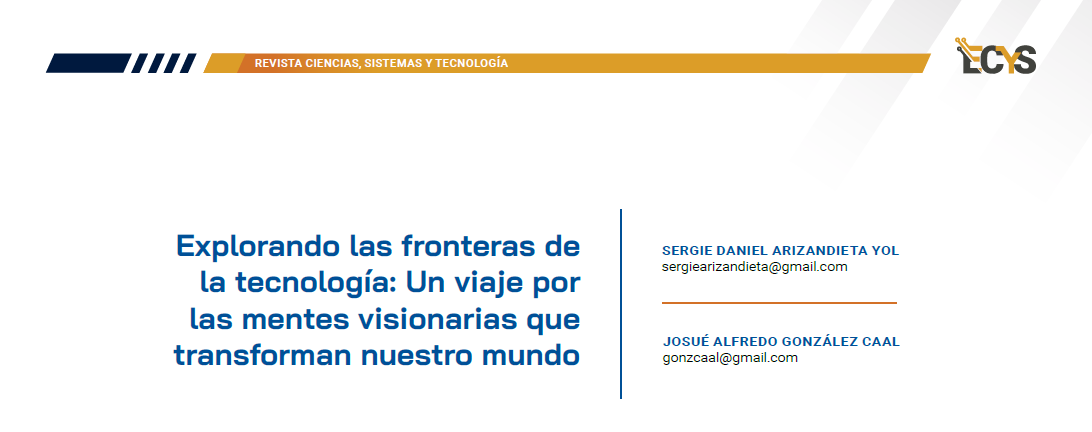 REVISTA CIENCIAS, SISTEMAS Y TECNOLOGÍA
ECYS
Explorando las fronteras de
la tecnología: Un viaje por
las mentes visionarias que
transforman nuestro mundo
SERGIE DANIEL ARIZANDIETA YOL
sergiearizandieta@gmail.com
JOSUÉ ALFREDO GONZÁLEZ CAAL
gonzcaal@gmail.com